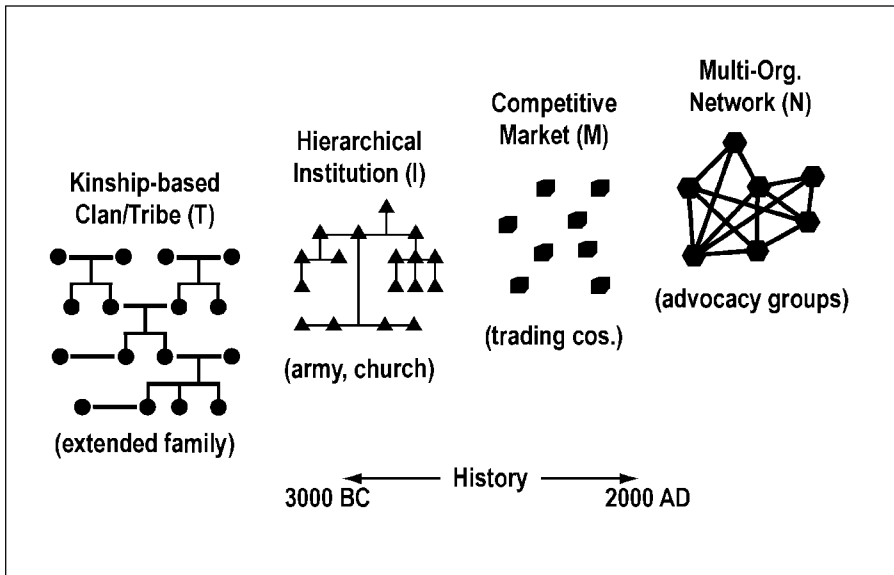 Kinship-based
Clan/Tribe (T)
(extended family)
Hierarchical
Institution (I)
(army, church)
Competitive
Market (M)
(trading cos.)
Multi-Org.
Network (N)
(advocacy groups)
History
3000 BC
2000 AD